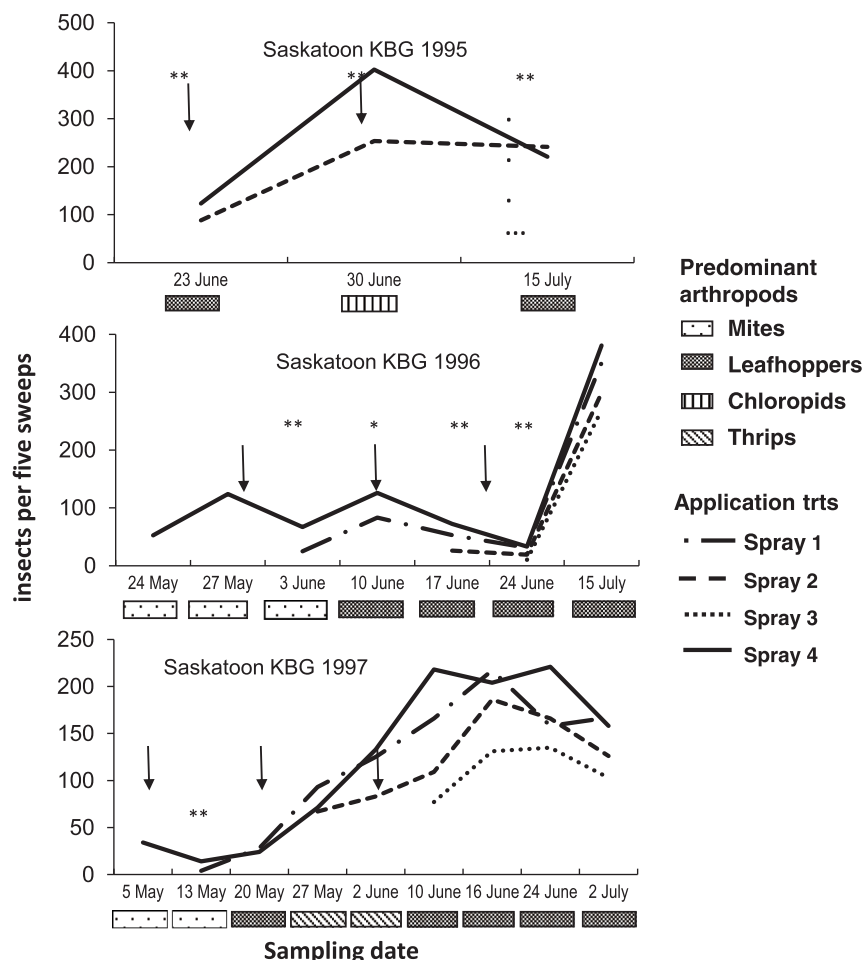 500
Saskatoon KBG 1995
400
**
**
**
300
200
100
0
23 June 30 June 15 July
400
Saskatoon KBG 1996
300
** * ** **
200
100
0
24 May 27 May 3 June 10 June 17 June 24 June 15 July
250
Saskatoon KBG 1997
200
150
100
**
50
0
5 May 13 May 20 May 27 May 2 June 10 June 16 June 24 June 2 July
Sampling date
insects per five sweeps
Predominant
arthropods
Mites
Leafhoppers
Chloropids
Thrips
Application trts
Spray 1
Spray 2
Spray 3
Spray 4